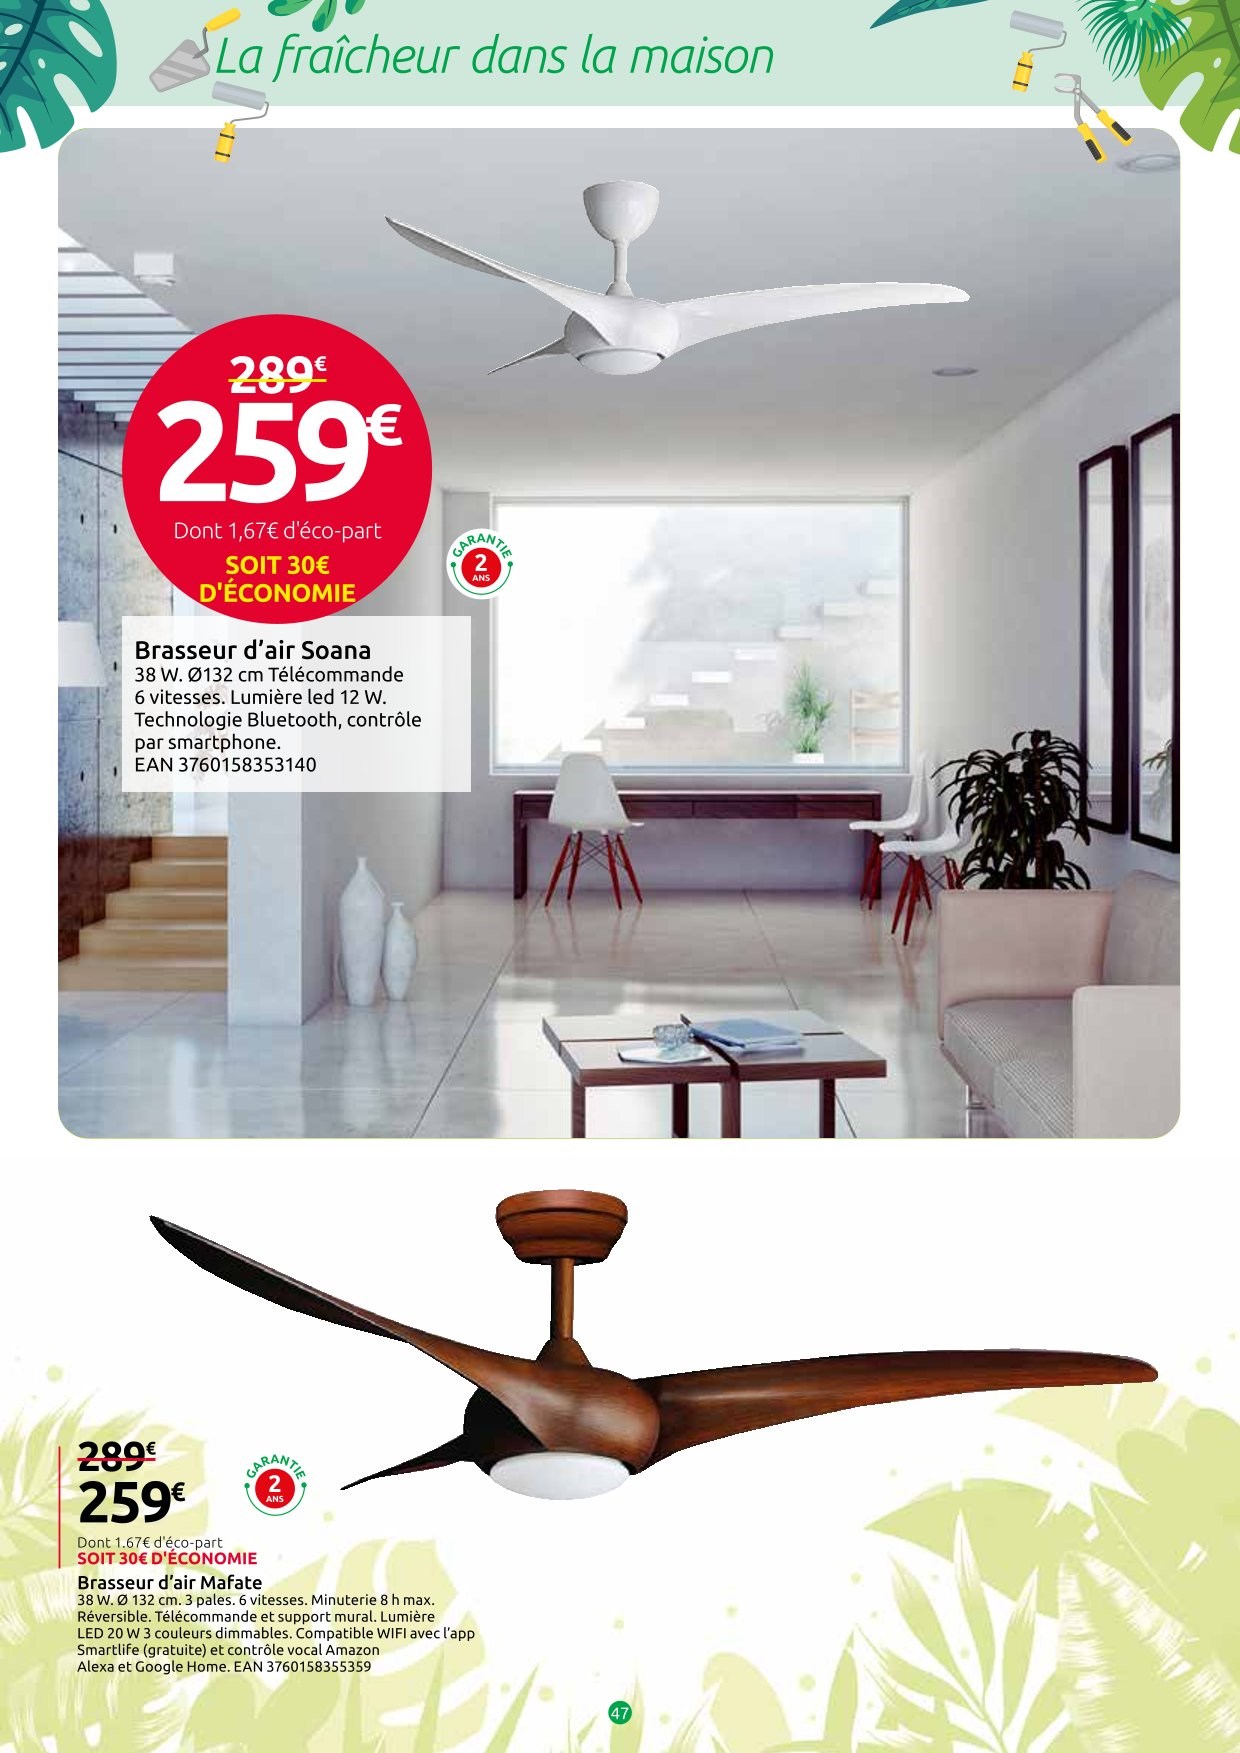 La fraîcheur dans la maison
289€
259€
Dont 1,67€ d'éco-part
SOIT 30€
D'ÉCONOMIE
GARANTIE
2
ANS
Brasseur d’air Soana
38 W. Ø132 cm Télécommande
6 vitesses. Lumière led 12 W.
Technologie Bluetooth, contrôle
par smartphone.
EAN 3760158353140
289€
259€
Dont 1.67€ d'éco-part
SOIT 30€ D'ÉCONOMIE
GARANTIE
2
ANS
Brasseur d’air Mafate
38 W. Ø 132 cm. 3 pales. 6 vitesses. Minuterie 8 h max.
Réversible. Télécommande et support mural. Lumière
LED 20 W 3 couleurs dimmables. Compatible WIFI avec l’app
Smartlife (gratuite) et contrôle vocal Amazon
Alexa et Google Home. EAN 3760158355359
47